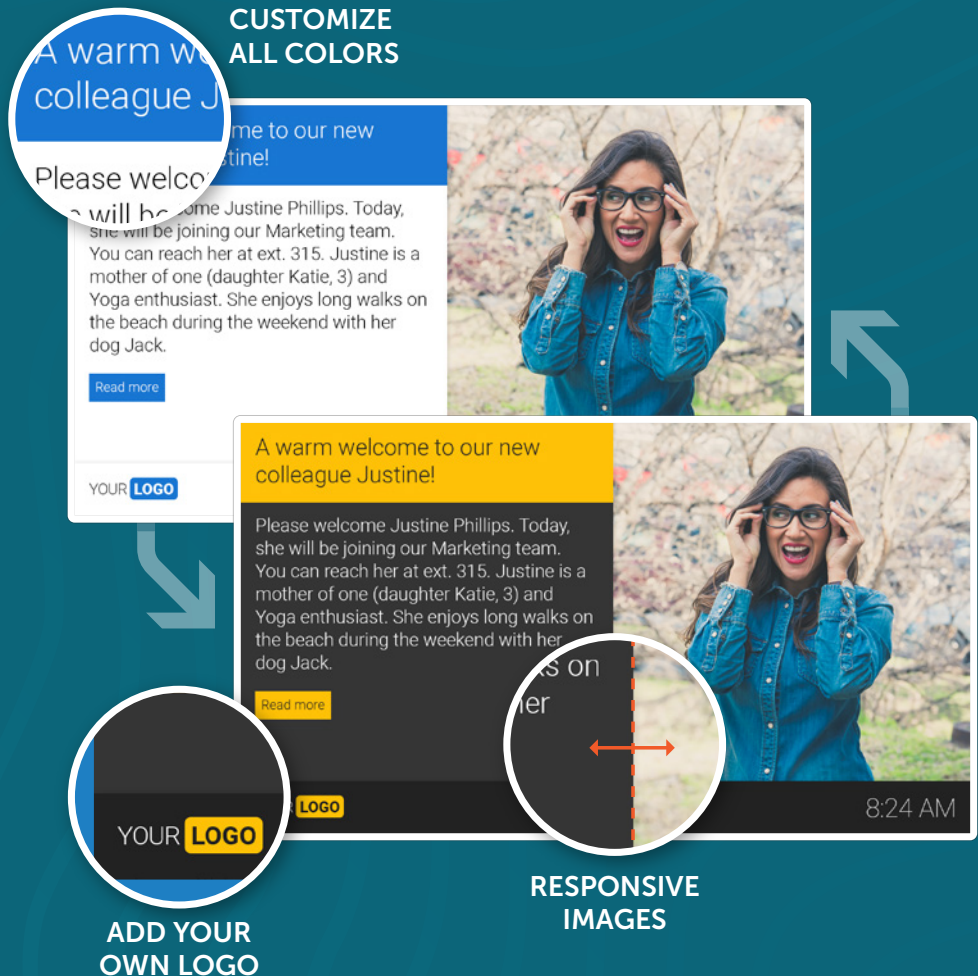 CUSTOMIZE
ALL COLORS
A warm we
colleague J
Please welco
will be
me to our new
stine!
ome Justine Phillips. Today,
she will be joining our Marketing team.
You can reach her at ext. 315. Justine is a
mother of one (daughter Katie, 3) and
Yoga enthusiast. She enjoys long walks on
the beach during the weekend with her
dog Jack.
Read more
YOUR LOGO
A warm welcome to our new
colleague Justine!
Please welcome Justine Phillips. Today,
she will be joining our Marketing team.
You can reach her at ext. 315. Justine is a
mother of one (daughter Katie, 3) and
Yoga enthusiast. She enjoys long walks on
the beach during the weekend with her
dog Jack.
Read more
ks on
her
LOGO
8:24 AM
YOUR LOGO
RESPONSIVE
IMAGES
ADD YOUR
OWN LOGO